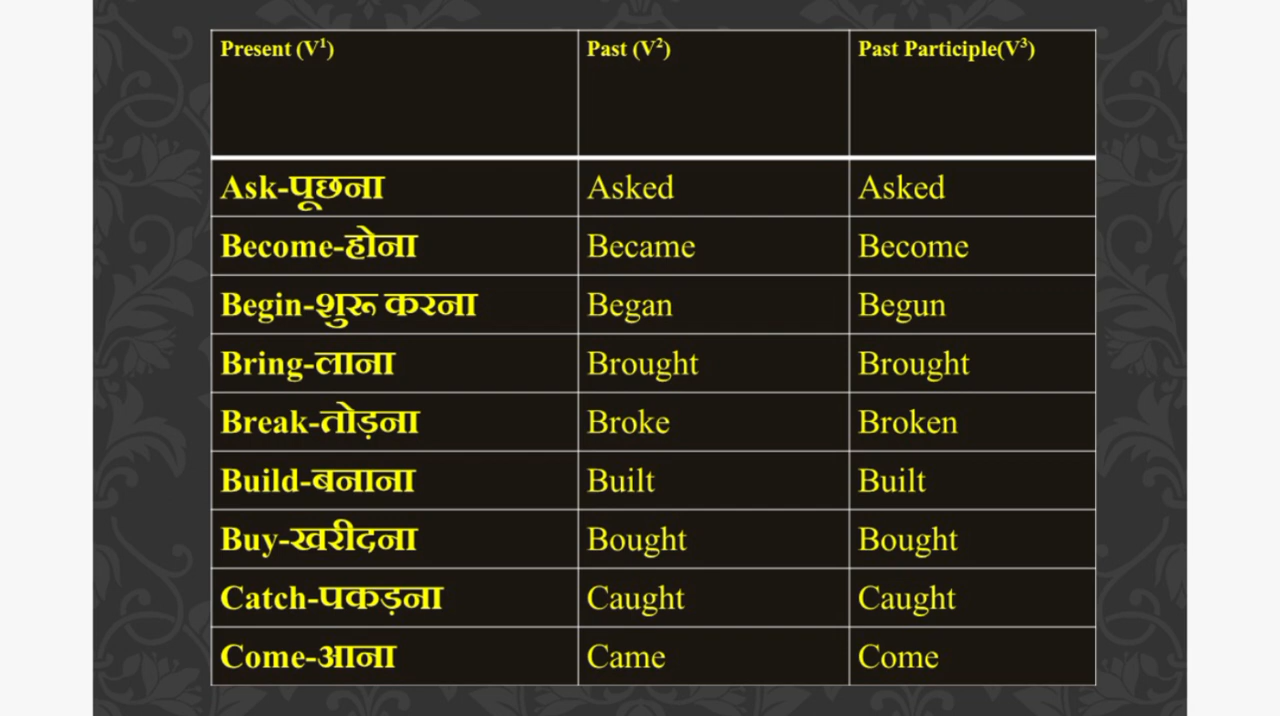 Present (V¹) Past (V²) Past Participle(V³)
Ask-पूछना Asked Asked
Become-होना Became Become
Begin-शुरू करना Began Begun
Bring-लाना Brought Brought
Break-तोड़ना Broke Broken
Build-बनाना Built Built
Buy-खरीदना Bought Bought
Catch-पकड़ना Caught Caught
Come-आना Came Come